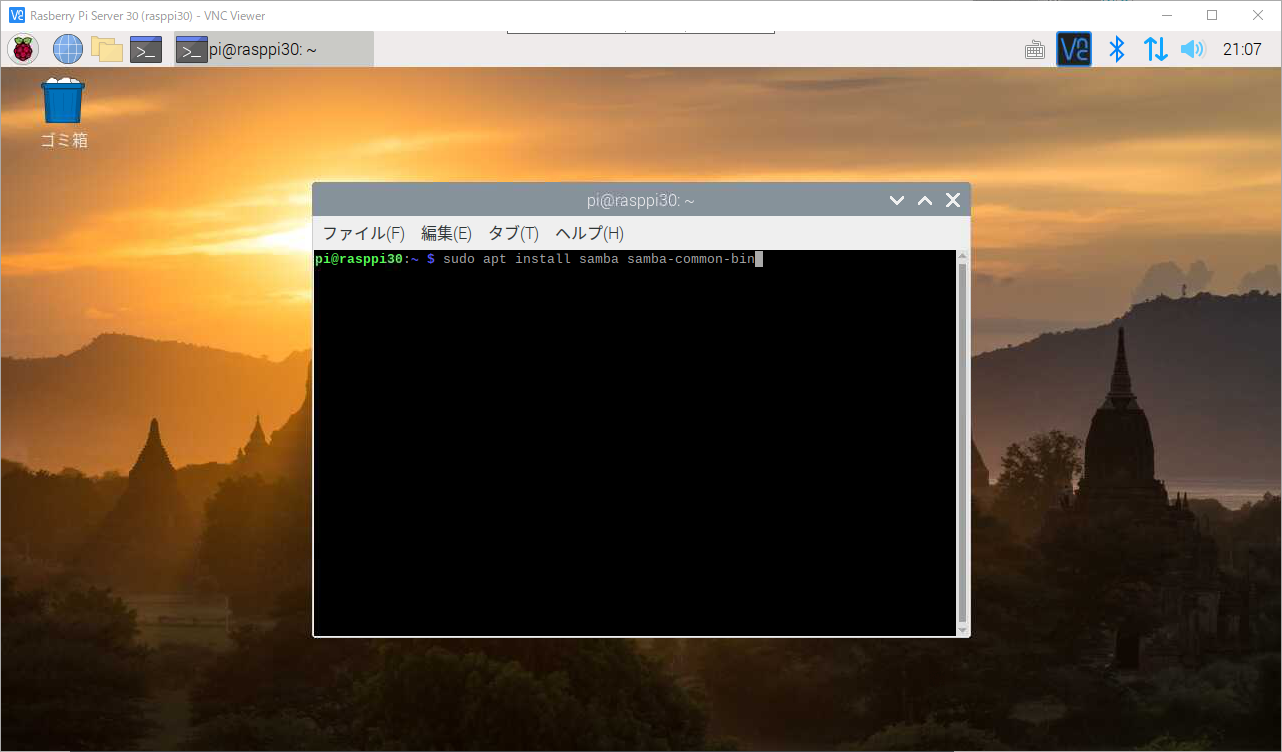 Rasberry Pi Server 30 (rasppi30) - VNC Viewer
pi@rasppi30: ~
21:07
ゴミ箱
pi@rasppi30: ~
ファイル(F) 編集(E) タブ(T) ヘルプ(H)
pi@rasppi30:~ $ sudo apt install samba samba-common-bin